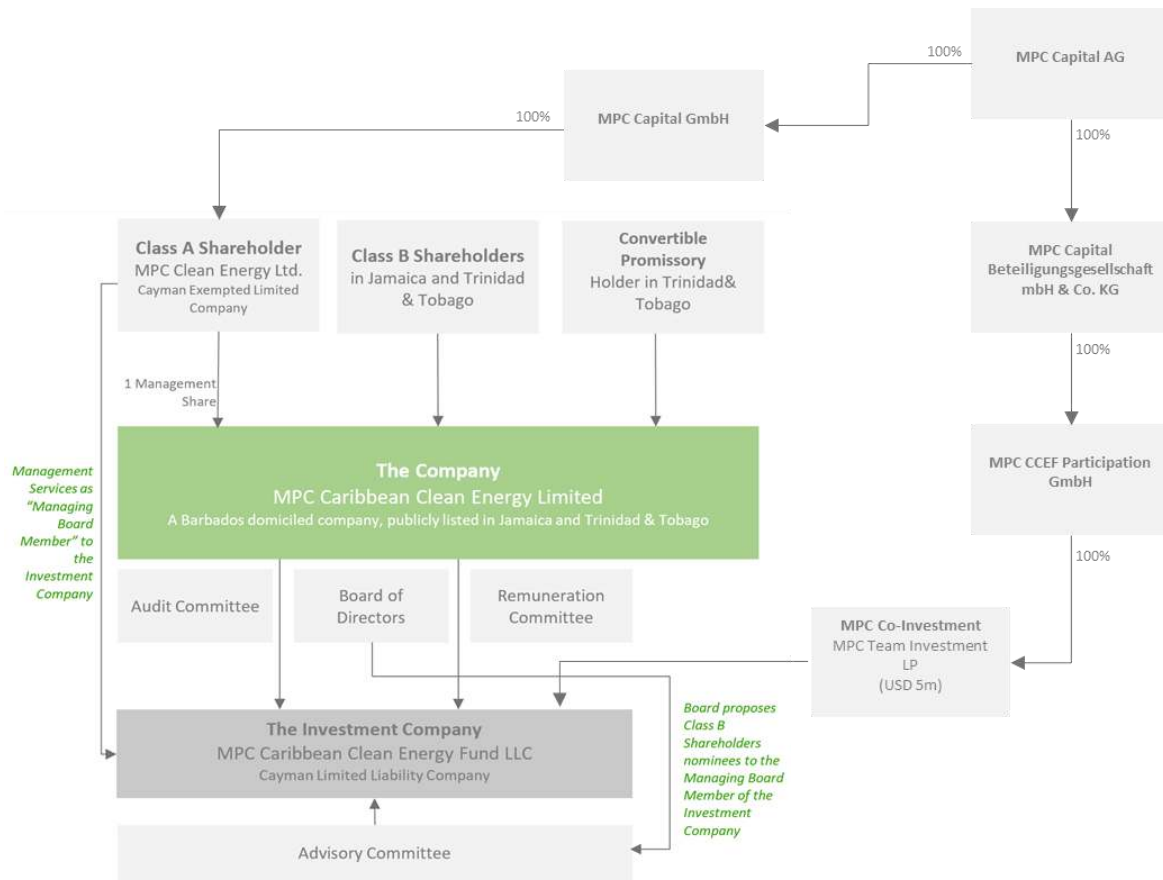 MPC Capital AG
100%
MPC Capital GmbH
100%
100%
Class A Shareholder
MPC Clean Energy Ltd.
Cayman Exempted Limited
Company
Class B Shareholders
in Jamaica and Trinidad
& Tobago
Convertible
Promissory
Holder in Trinidad&
Tobago
MPC Capital
Beteiligungsgesellschaft
mbH & Co. KG
100%
1 Management
Share
The Company
MPC Caribbean Clean Energy Limited
A Barbados domiciled company, publicly listed in Jamaica and Trinidad & Tobago
MPC CCEF Participation
GmbH
100%
Management
Services as
"Managing
Board
Member" to
the
Investment
Company
Audit Committee
Board of
Directors
Remuneration
Committee
MPC Co-Investment
MPC Team Investment
LP
(USD 5m)
The Investment Company
MPC Caribbean Clean Energy Fund LLC
Cayman Limited Liability Company
Board proposes
Class B
Shareholders
nominees to the
Managing Board
Member of the
Investment
Company
Advisory Committee